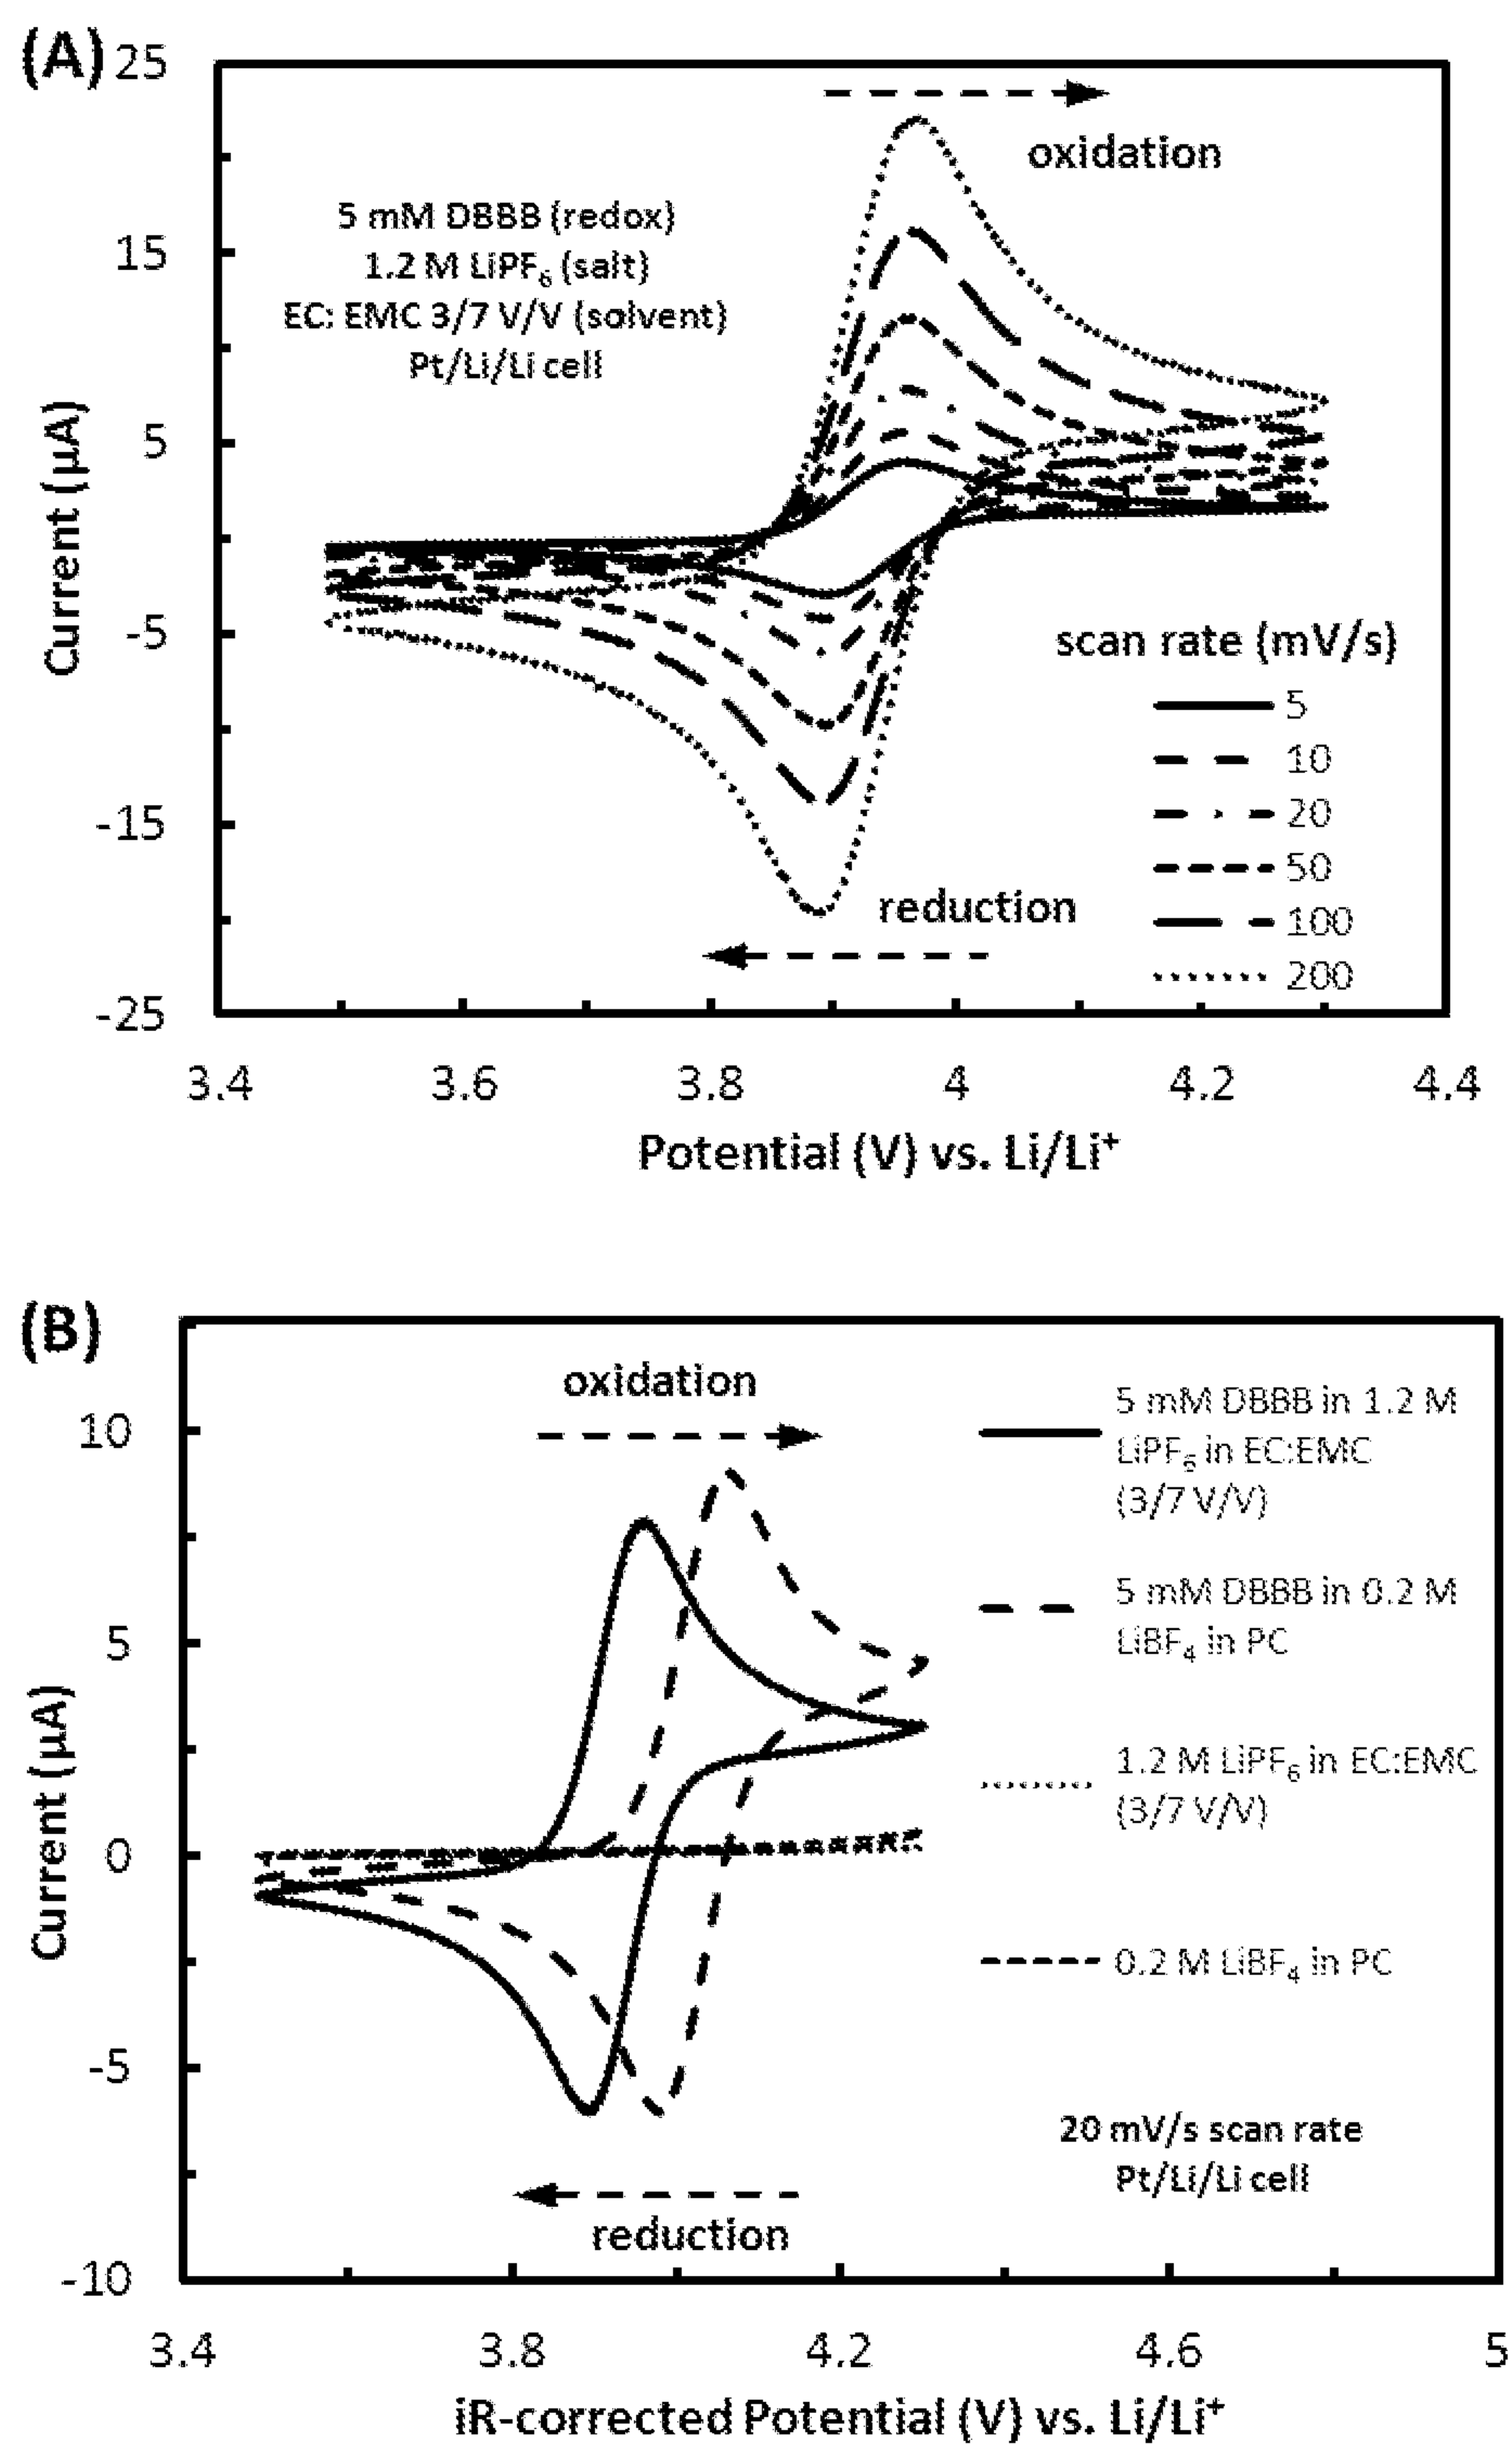 (A)
25
15
5
-5
-15
-25
Current (µA)
oxidation
5 mM DBBB (redox)
1.2 M LiPF₆ (salt)
EC: EMC 3/7 V/V (solvent)
Pt/Li/Li cell
scan rate (mV/s)
5
10
20
50
100
200
reduction
3.4 3.6 3.8 4 4.2 4.4
Potential (V) vs. Li/Li⁺
(B)
10
5
0
-5
-10
Current (µA)
oxidation
5 mM DBBB in 1.2 M
LiPF₆ in EC:EMC
(3/7 V/V)
5 mM DBBB in 0.2 M
LiBF₄ in PC
1.2 M LiPF₆ in EC:EMC
(3/7 V/V)
0.2 M LiBF₄ in PC
20 mV/s scan rate
Pt/Li/Li cell
reduction
3.4 3.8 4.2 4.6 5
iR-corrected Potential (V) vs. Li/Li⁺